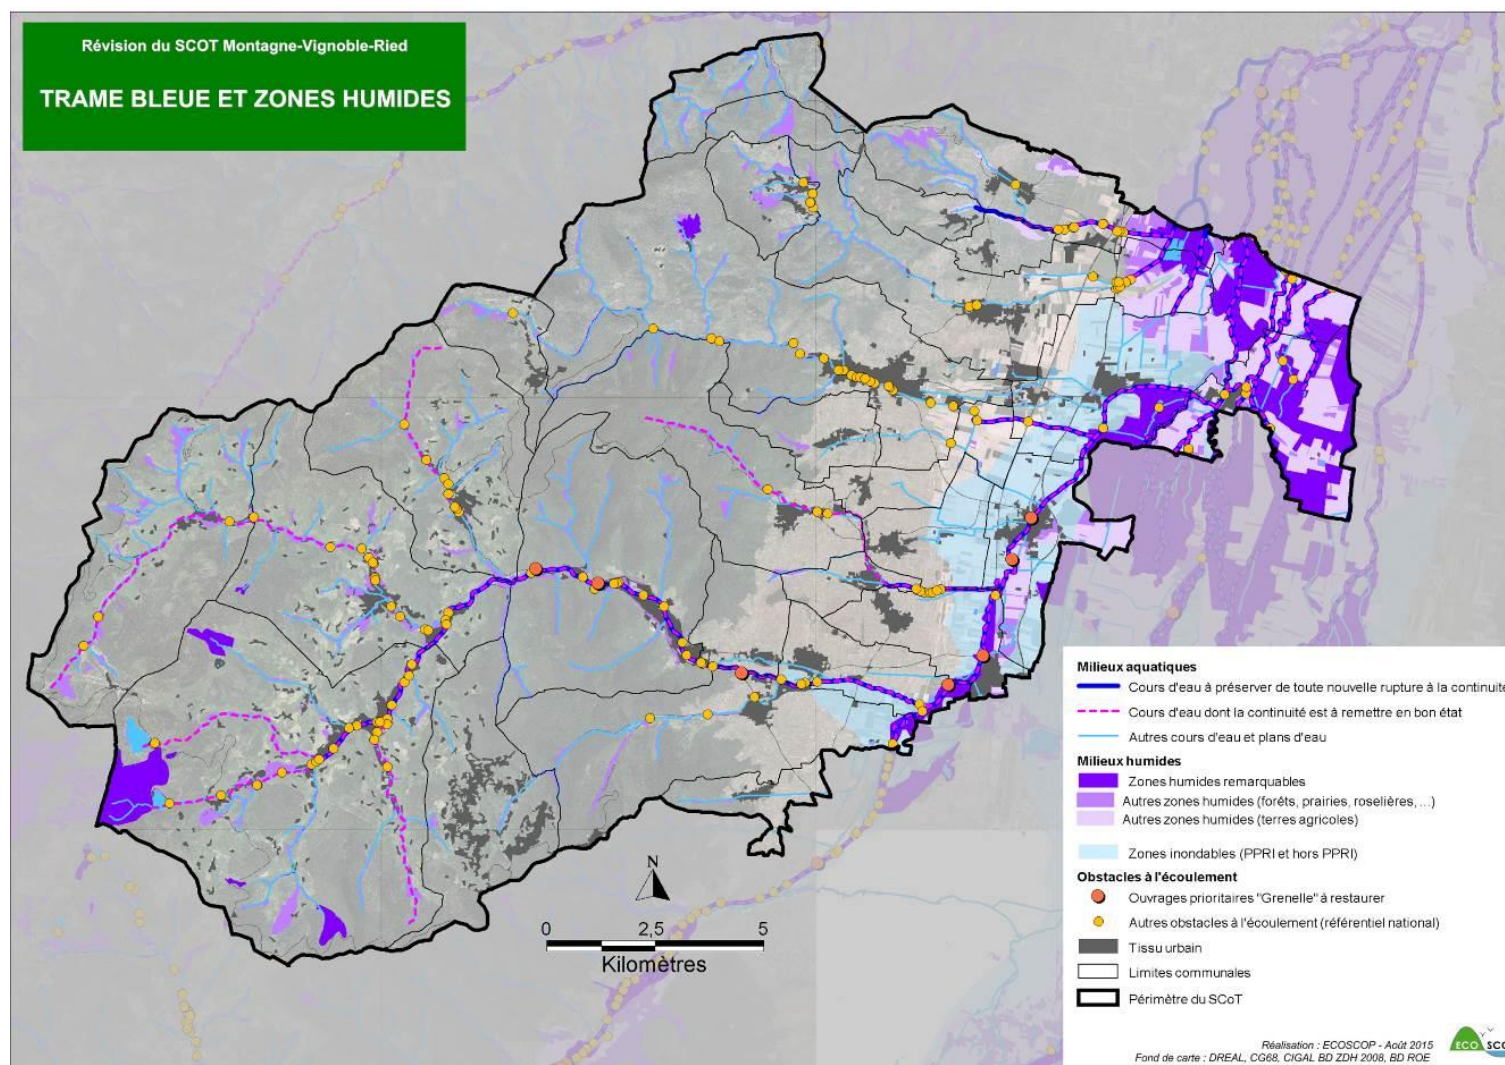 Révision du SCOT Montagne-Vignoble-Ried
TRAME BLEUE ET ZONES HUMIDES
Milieux aquatiques
Cours d'eau à préserver de toute nouvelle rupture à la continuité
Cours d'eau dont la continuité est à remettre en bon état
Autres cours d'eau et plans d'eau
Milieux humides
Zones humides remarquables
Autres zones humides (forêts, prairies, roselières, ...)
Autres zones humides (terres agricoles)
Zones inondables (PPRI et hors PPRI)
Obstacles à l'écoulement
Ouvrages prioritaires "Grenelle" à restaurer
Autres obstacles à l'écoulement (référentiel national)
Tissu urbain
Limites communales
Périmètre du SCoT
N
0 2,5 5
Kilomètres
Réalisation : ECOSCOP - Août 2015
Fond de carte : DREAL, CG68, CIGAL BD ZDH 2008, BD ROE
ECO SCO